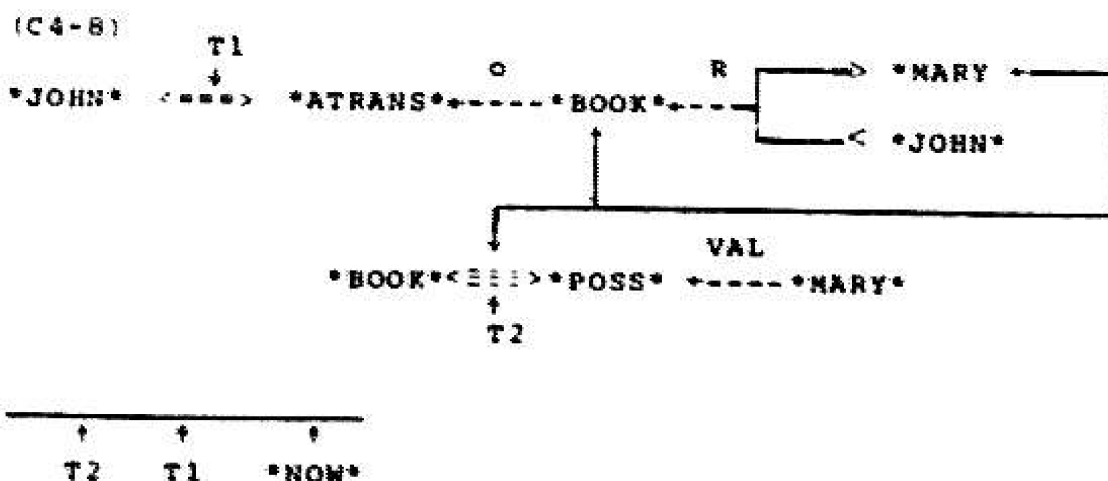 (C4-8)
T1
O R
*JOHN* <===> *ATRANS*<-----*BOOK*<---- > *MARY
< *JOHN*
VAL
*BOOK*<≡≡≡>*POSS* <-----*MARY*
T2
T2 T1 *NOW*